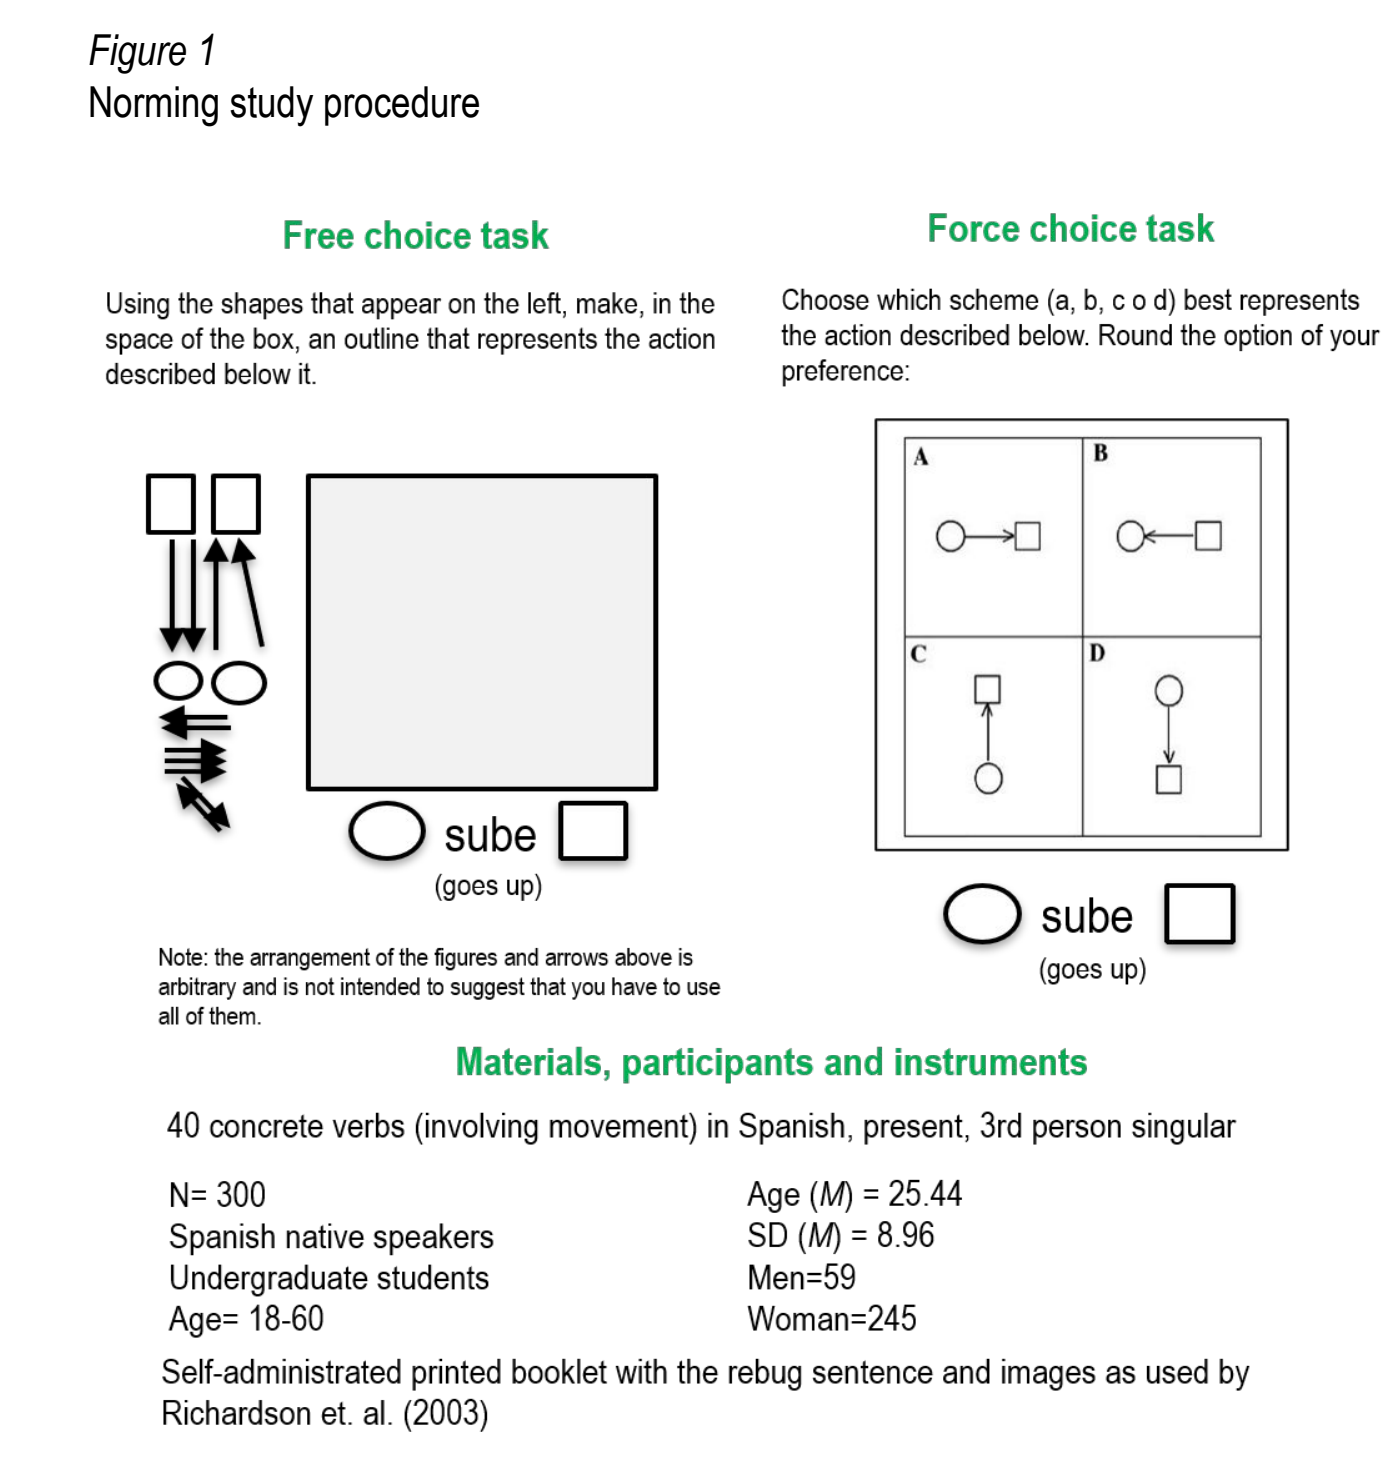 Figure 1
Norming study procedure
Free choice task
Using the shapes that appear on the left, make, in the
space of the box, an outline that represents the action
described below it.
sube
(goes up)
Note: the arrangement of the figures and arrows above is
arbitrary and is not intended to suggest that you have to use
all of them.
Force choice task
Choose which scheme (a, b, c o d) best represents
the action described below. Round the option of your
preference:
A
B
C
D
sube
(goes up)
Materials, participants and instruments
40 concrete verbs (involving movement) in Spanish, present, 3rd person singular
N= 300
Spanish native speakers
Undergraduate students
Age= 18-60
Age (M) = 25.44
SD (M) = 8.96
Men=59
Woman=245
Self-administrated printed booklet with the rebug sentence and images as used by
Richardson et. al. (2003)